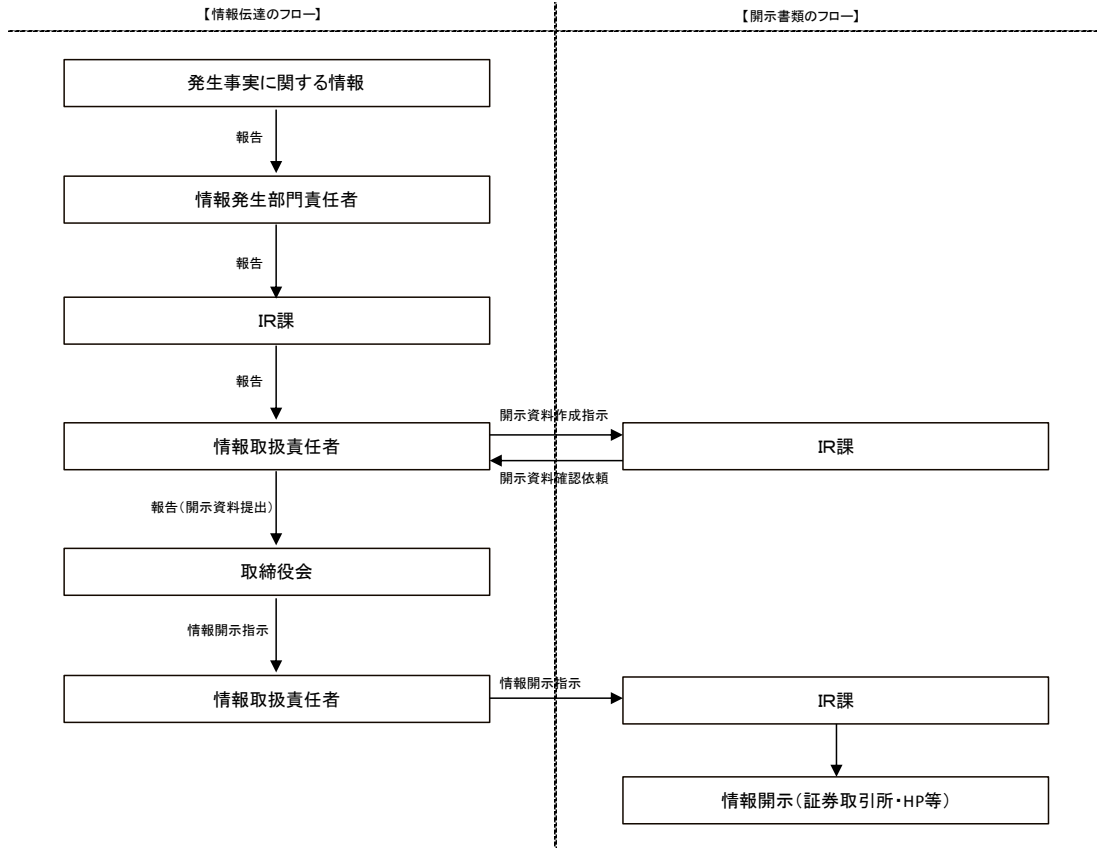 【情報伝達のフロー】
【開示書類のフロー】
発生事実に関する情報
報告
情報発生部門責任者
報告
IR課
報告
開示資料作成指示
情報取扱責任者
IR課
開示資料確認依頼
報告(開示資料提出)
取締役会
情報開示指示
情報取扱責任者
情報開示指示
IR課
情報開示(証券取引所・HP等)